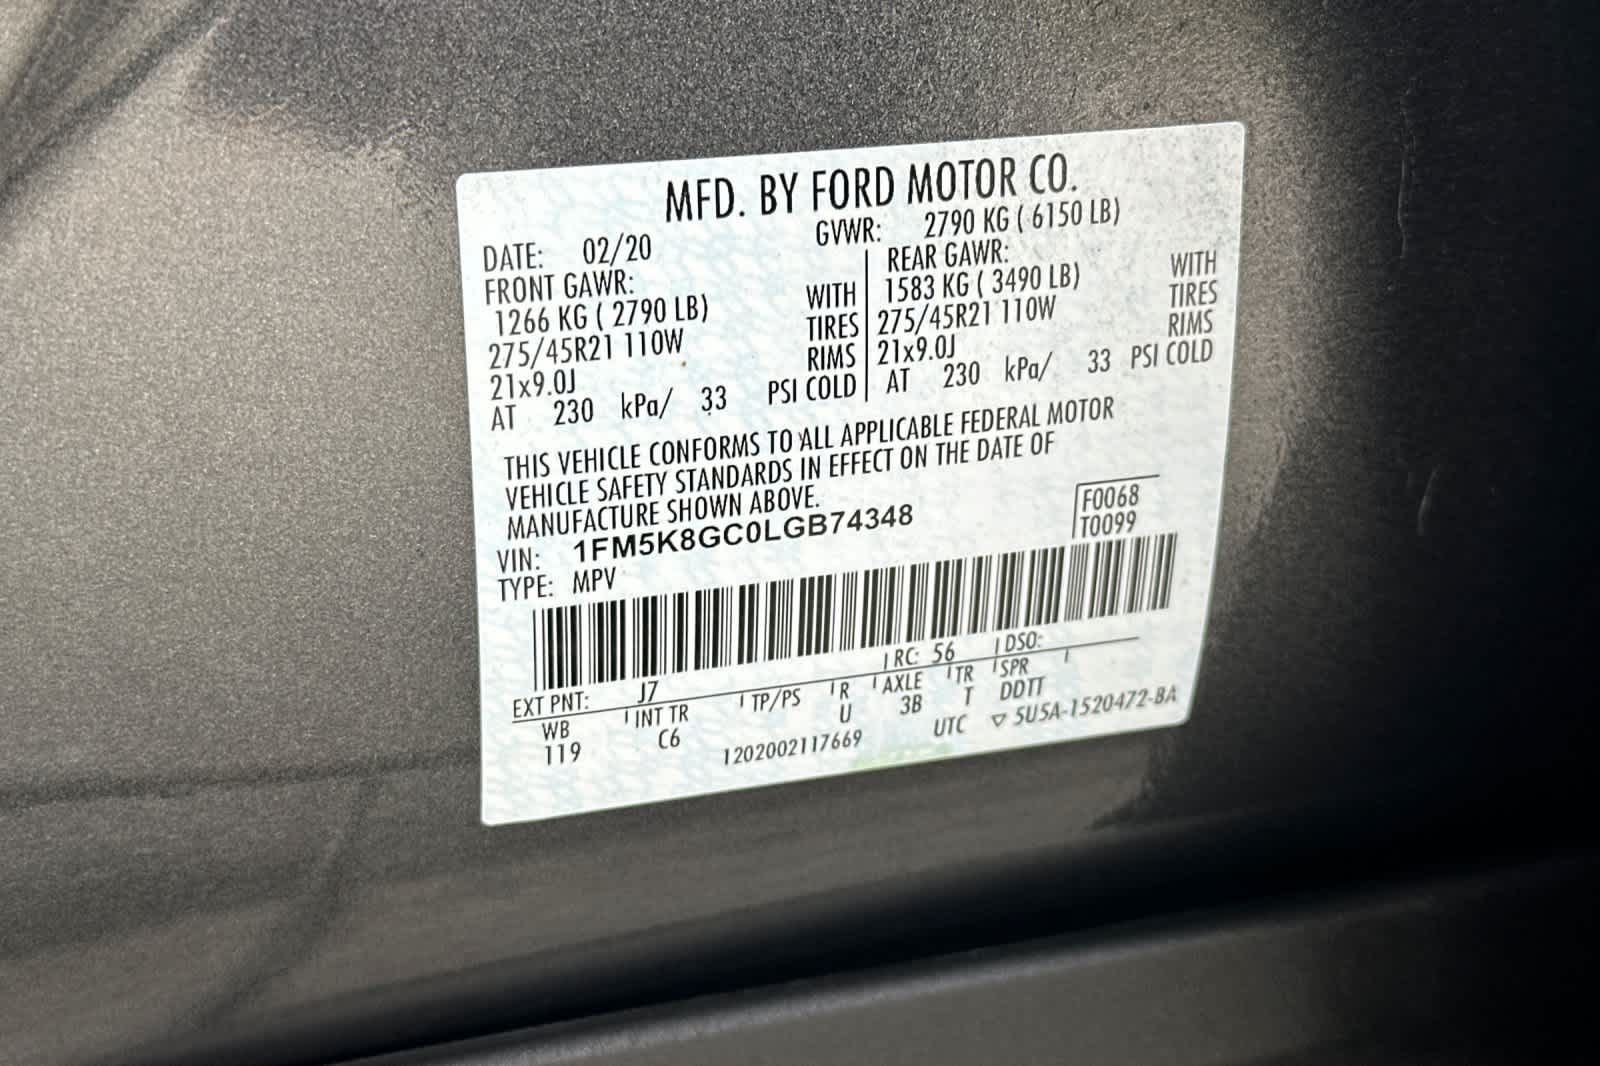 MFD. BY FORD MOTOR CO.
DATE: 02/20 GVWR: 2790 KG ( 6150 LB)
FRONT GAWR:
1266 KG ( 2790 LB) WITH
275/45R21 110W TIRES
21x9.0J RIMS
AT 230 kPa/ 33 PSI COLD
REAR GAWR:
1583 KG ( 3490 LB) WITH
275/45R21 110W TIRES
21x9.0J RIMS
AT 230 kPa/ 33 PSI COLD
THIS VEHICLE CONFORMS TO ALL APPLICABLE FEDERAL MOTOR
VEHICLE SAFETY STANDARDS IN EFFECT ON THE DATE OF
MANUFACTURE SHOWN ABOVE.
VIN: 1FM5K8GC0LGB74348
TYPE: MPV
F0068
T0099
EXT PNT: J7 RC: 56 DSO:
WB INT TR TP/PS R AXLE TR SPR
119 C6 U 3B T DDTT
1202002117669 UTC ▽ 5U5A-1520472-BA